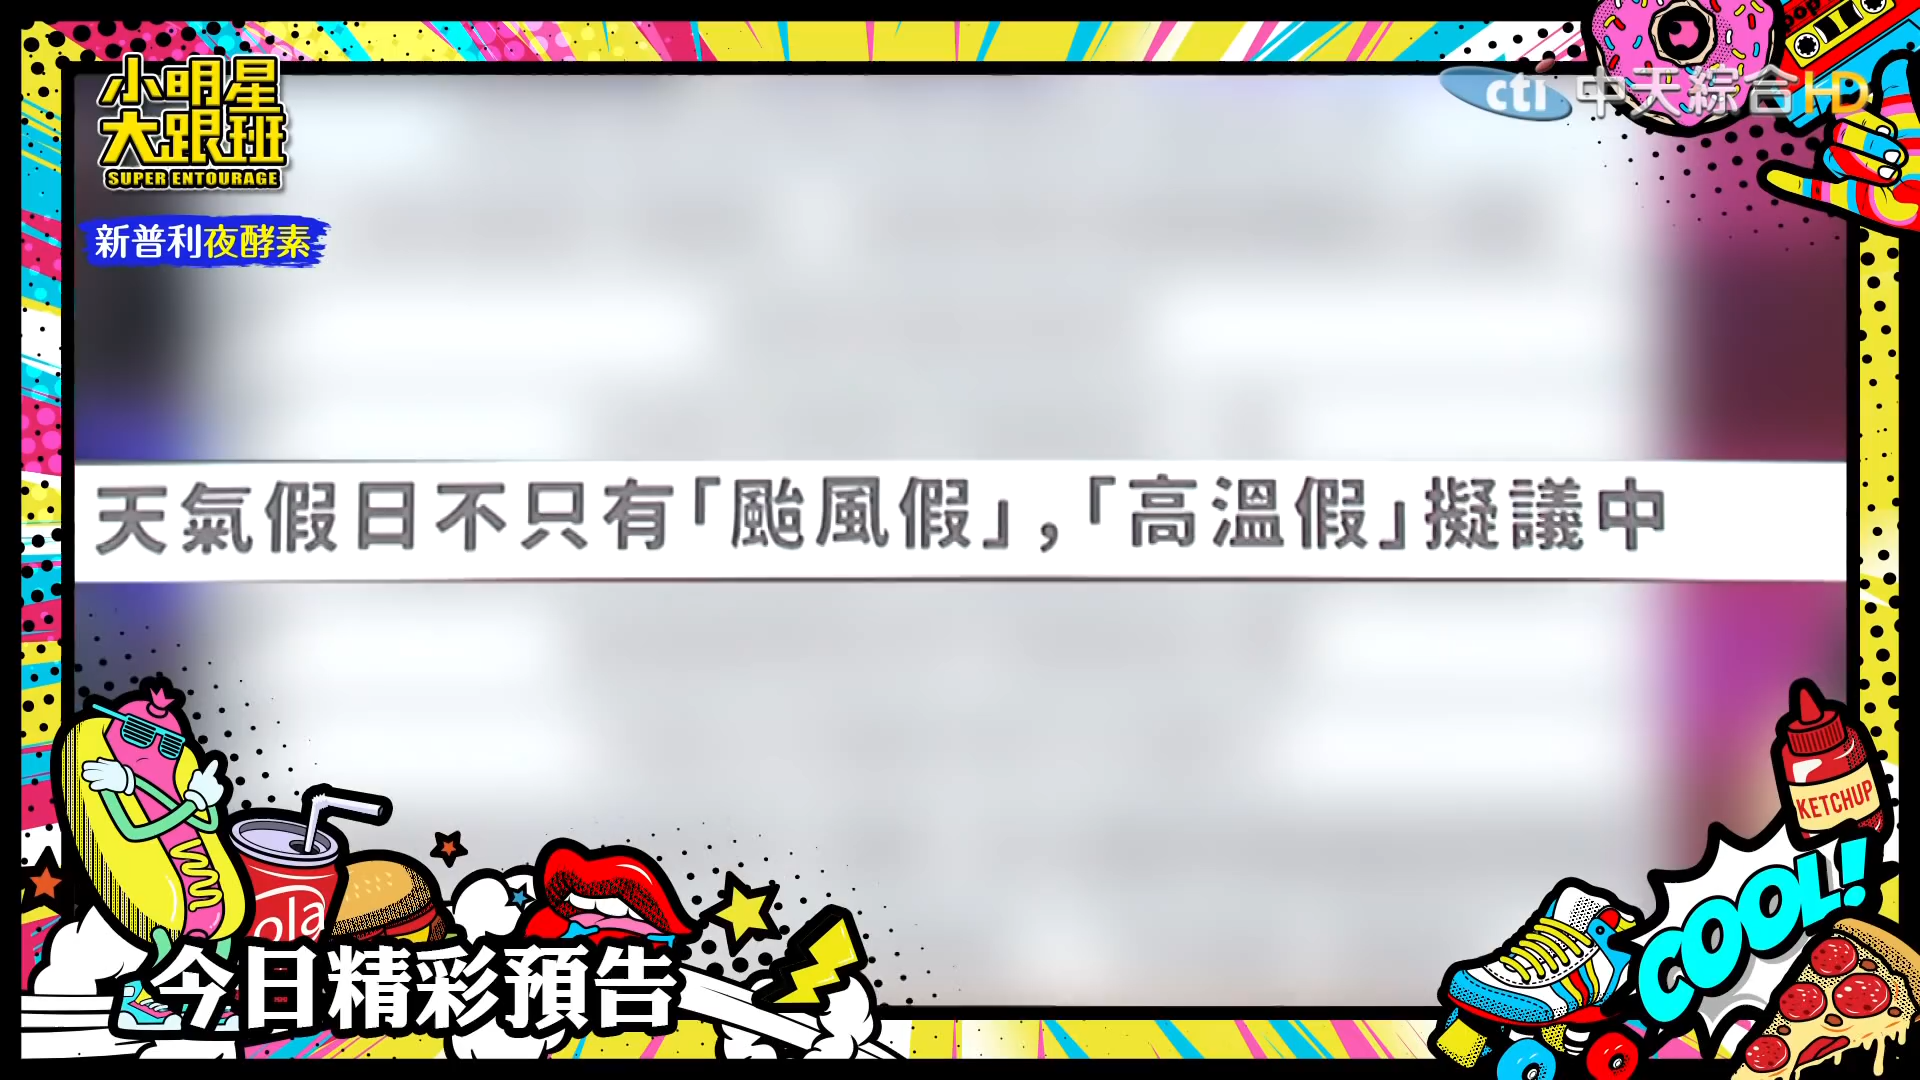 小明星
大跟班
SUPER ENTOURAGE
新普利夜酵素
cti 中天綜合HD
pop
天氣假日不只有「颱風假」，「高溫假」擬議中
KETCHUP
COOL!
ola
今日精彩預告